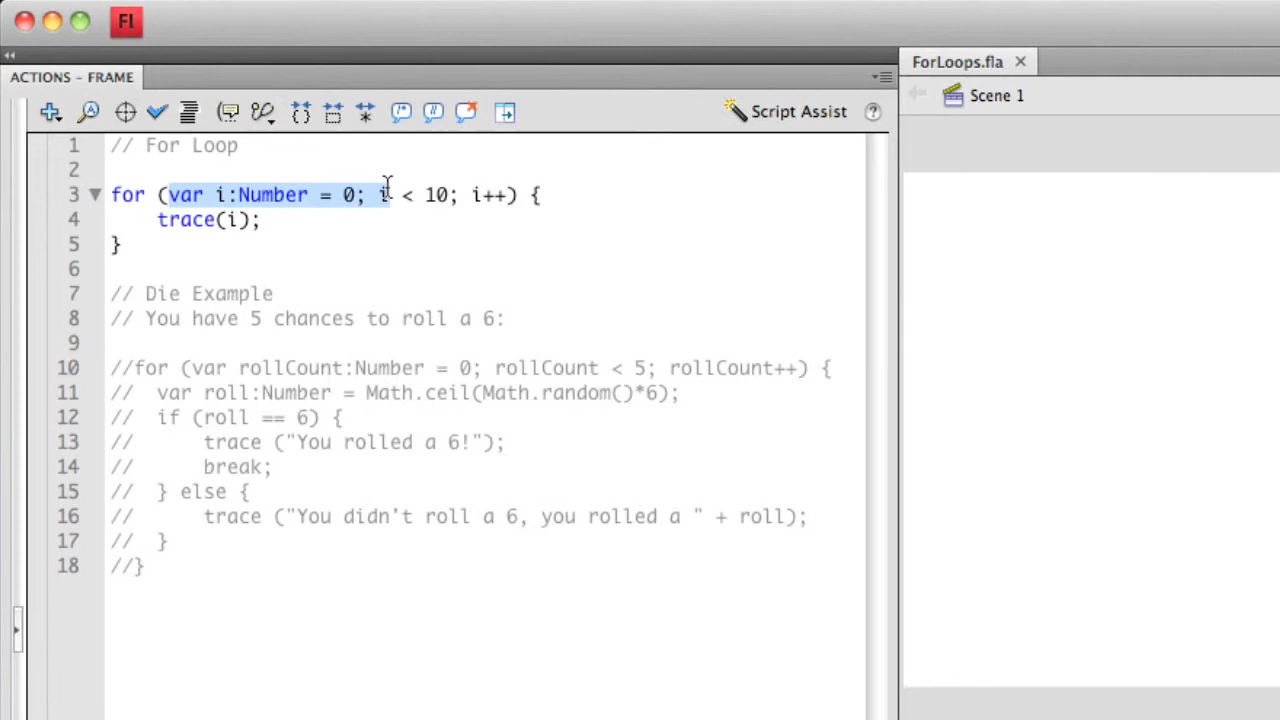 Fl
ACTIONS – FRAME
ForLoops.fla
Script Assist
Scene 1
1 // For Loop
2
3 for (var i:Number = 0; i < 10; i++) {
4 trace(i);
5 }
6
7 // Die Example
8 // You have 5 chances to roll a 6:
9
10 //for (var rollCount:Number = 0; rollCount < 5; rollCount++) {
11 // var roll:Number = Math.ceil(Math.random()*6);
12 // if (roll == 6) {
13 // trace ("You rolled a 6!");
14 // break;
15 // } else {
16 // trace ("You didn't roll a 6, you rolled a " + roll);
17 // }
18 //}